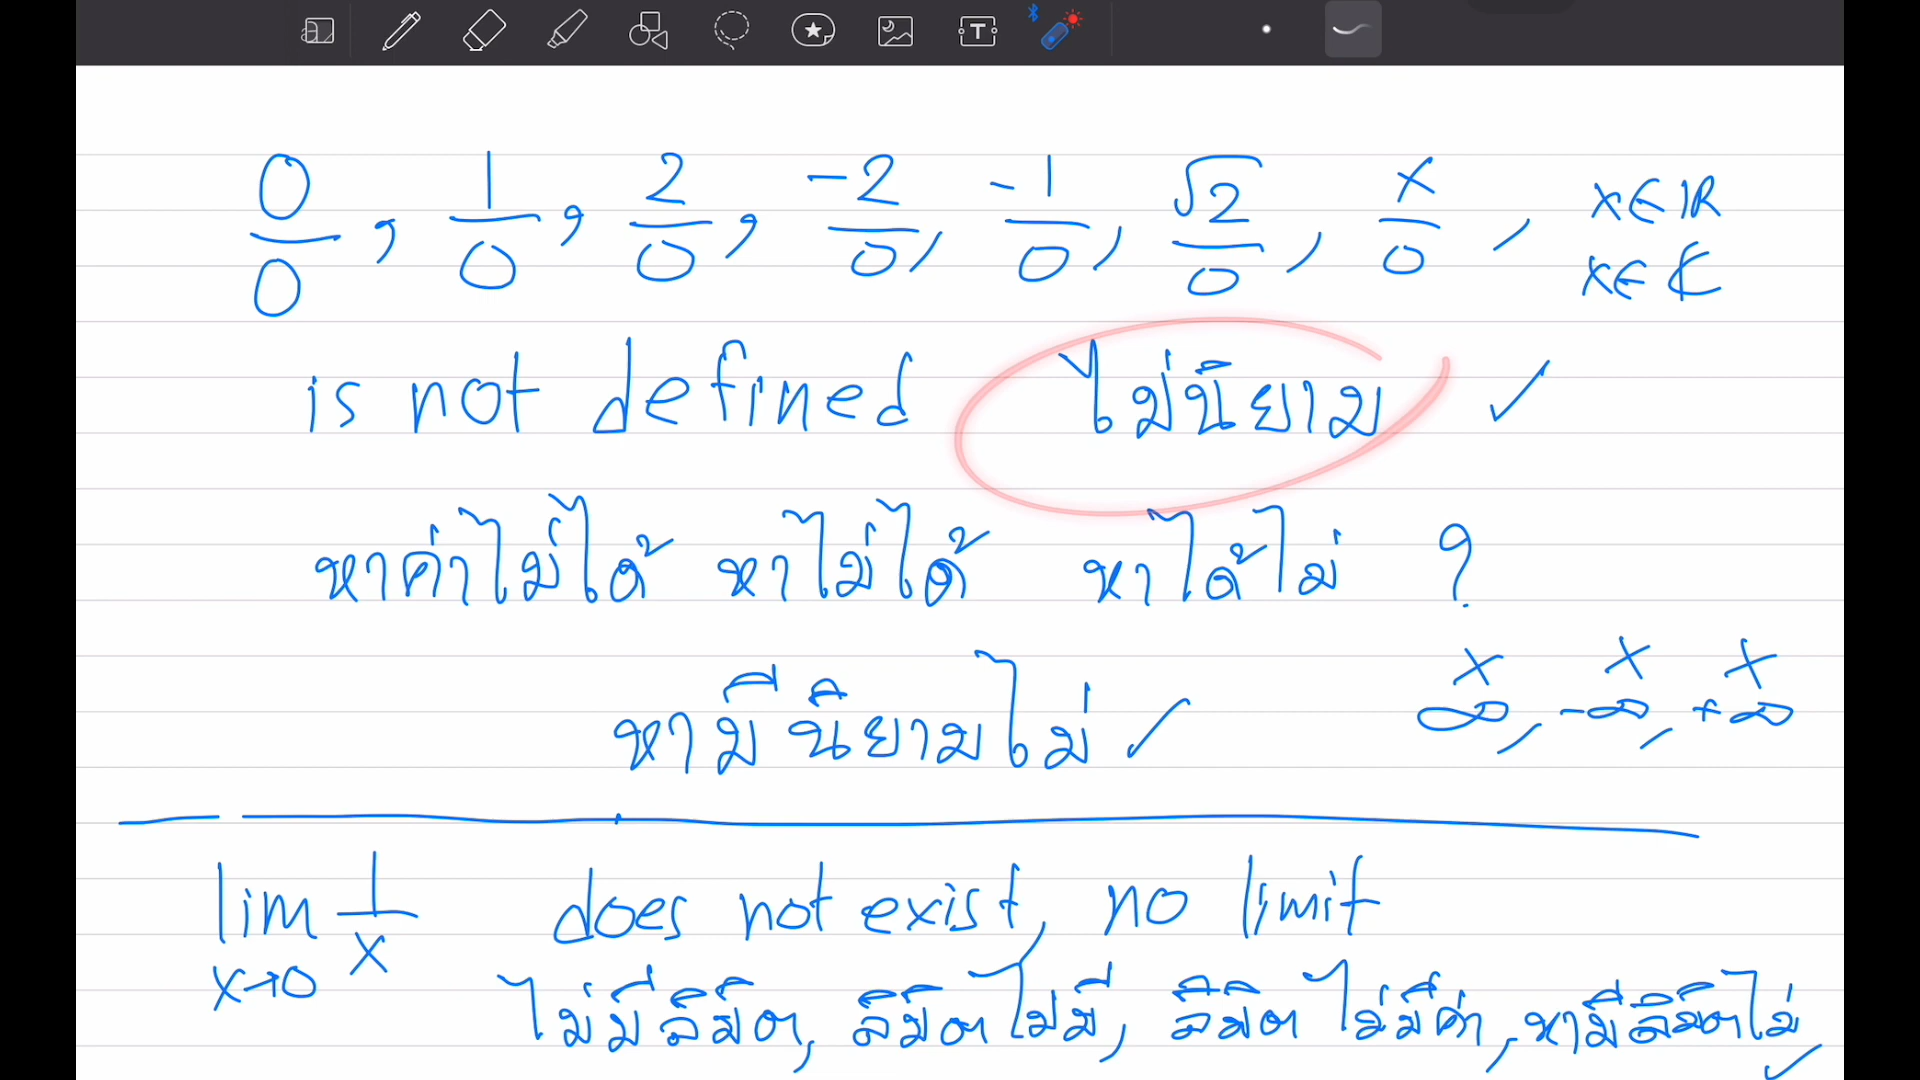 0/0 , 1/0 , 2/0 , -2/0 , -1/0 , √2/0 , x/0 , x∈ℝ
x∈ℂ
is not defined ไม่นิยาม ✓
หาค่าไม่ได้ หาไม่ได้ หาได้ไม่ ?
x x x
∞, -∞, +∞
หามีนิยามไม่ ✓
lim x→0 1/x does not exist, no limit
ไม่มีลิมิต, ลิมิตไม่มี, ลิมิตไม่มีค่า, หามีลิมิตไม่ ✓